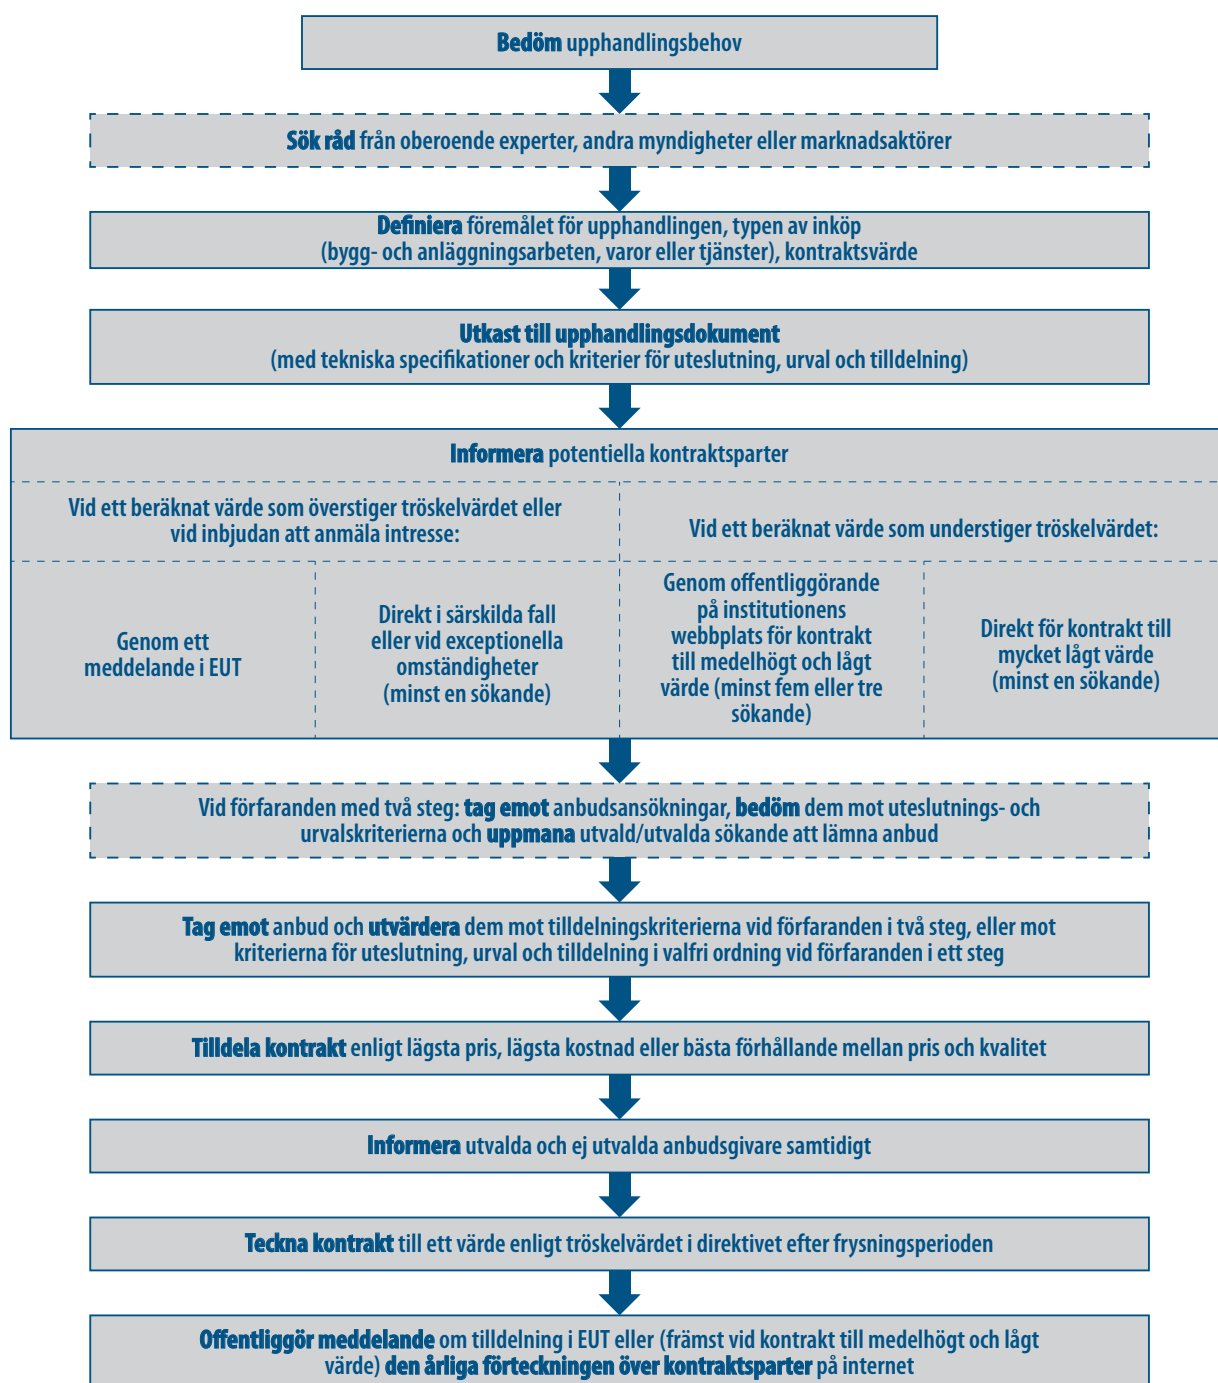 Bedöm upphandlingsbehov
Sök råd från oberoende experter, andra myndigheter eller marknadsaktörer
Definiera föremålet för upphandlingen, typen av inköp
(bygg- och anläggningsarbeten, varor eller tjänster), kontraktsvärde
Utkast till upphandlingsdokument
(med tekniska specifikationer och kriterier för uteslutning, urval och tilldelning)
Informera potentiella kontraktsparter
Vid ett beräknat värde som överstiger tröskelvärdet eller
vid inbjudan att anmäla intresse:
Vid ett beräknat värde som understiger tröskelvärdet:
Genom ett
meddelande i EUT
Direkt i särskilda fall
eller vid exceptionella
omständigheter
(minst en sökande)
Genom offentliggörande
på institutionens
webbplats för kontrakt
till medelhögt och lågt
värde (minst fem eller tre
sökande)
Direkt för kontrakt till
mycket lågt värde
(minst en sökande)
Vid förfaranden med två steg: tag emot anbudsansökningar, bedöm dem mot uteslutnings- och
urvalskriterierna och uppmana utvald/utvalda sökande att lämna anbud
Tag emot anbud och utvärdera dem mot tilldelningskriterierna vid förfaranden i två steg, eller mot
kriterierna för uteslutning, urval och tilldelning i valfri ordning vid förfaranden i ett steg
Tilldela kontrakt enligt lägsta pris, lägsta kostnad eller bästa förhållande mellan pris och kvalitet
Informera utvalda och ej utvalda anbudsgivare samtidigt
Teckna kontrakt till ett värde enligt tröskelvärdet i direktivet efter frysningsperioden
Offentliggör meddelande om tilldelning i EUT eller (främst vid kontrakt till medelhögt och lågt
värde) den årliga förteckningen över kontraktsparter på internet